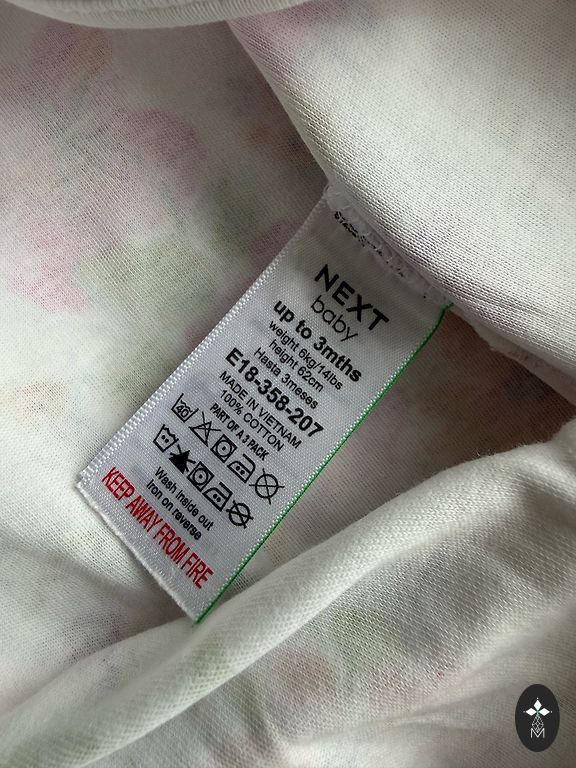 NEXT
baby
up to 3mths
weight 6kg/14lbs
height 62cm
Hasta 3meses
E18-358-207
MADE IN VIETNAM
100% COTTON
PART OF A 3 PACK
40
Wash inside out
Iron on reverse
KEEP AWAY FROM FIRE
M